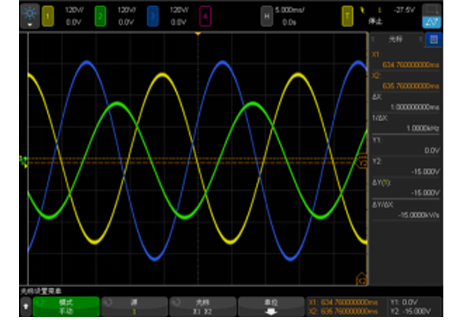 1 120V/ 0.0V
2 120V/ 0.0V
3 120V/ 0.0V
4
H 5.000ms/ 0.0s
T 停止 1 -27.5V
光标
X1:
634.760000000ms
X2:
635.760000000ms
ΔX:
1.000000000ms
1/ΔX:
1.0000kHz
Y1:
0.0V
Y2:
-15.000V
ΔY(1):
-15.000V
ΔY/ΔX:
-15.0000kV/s
Y2
X2
光标设置菜单
模式
手动
源
1
光标
X1 X2
单位
X1: 634.760000000ms
X2: 635.760000000ms
Y1: 0.0V
Y2: -15.000V